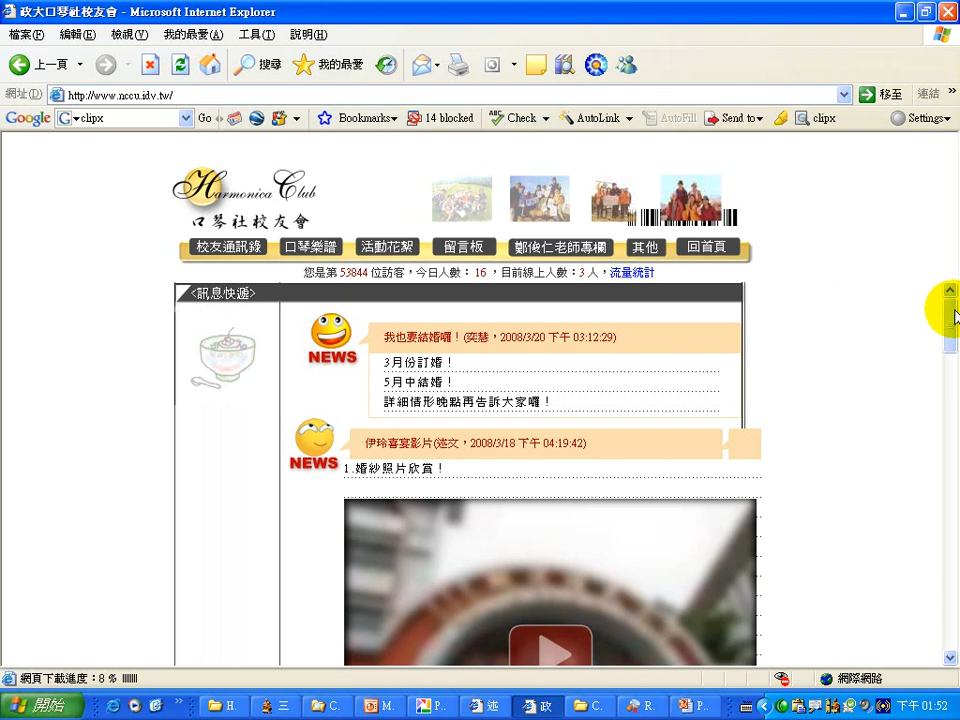 政大口琴社校友會 - Microsoft Internet Explorer
檔案(F) 編輯(E) 檢視(V) 我的最愛(A) 工具(T) 說明(H)
上一頁 搜尋 我的最愛
網址(D) http://www.nccu.idv.tw/ 移至 連結 »
Google clipx Go Bookmarks 14 blocked Check AutoLink AutoFill Send to clipx Settings
Harmonica Club
口琴社校友會
校友通訊錄 口琴樂譜 活動花絮 留言板 鄭俊仁老師專欄 其他 回首頁
您是第 53844 位訪客，今日人數： 16 ，目前線上人數：3 人，流量統計
<訊息快遞>
NEWS
我也要結婚囉！(奕慧，2008/3/20 下午 03:12:29)
3月份訂婚！
5月中結婚！
詳細情形晚點再告訴大家囉！
NEWS
伊玲喜宴影片(迷文，2008/3/18 下午 04:19:42)
1.婚紗照片欣賞！
網頁下載進度：8 % 網際網路
開始 » H. 三 C. M. P.. 迷 政 C. R. P.. 下午 01:52